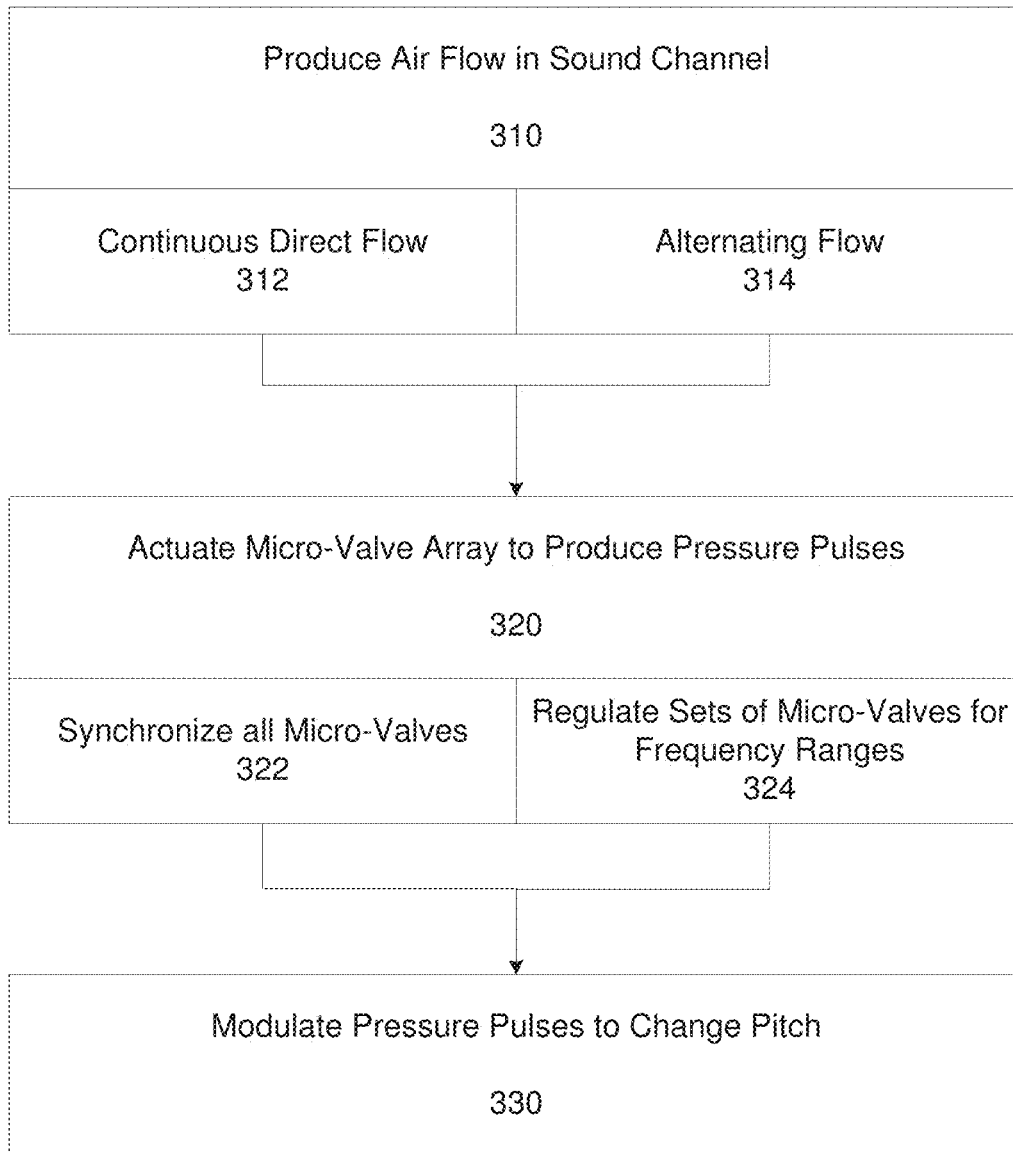 Produce Air Flow in Sound Channel
310
Continuous Direct Flow
312
Alternating Flow
314
Actuate Micro-Valve Array to Produce Pressure Pulses
320
Synchronize all Micro-Valves
322
Regulate Sets of Micro-Valves for
Frequency Ranges
324
Modulate Pressure Pulses to Change Pitch
330